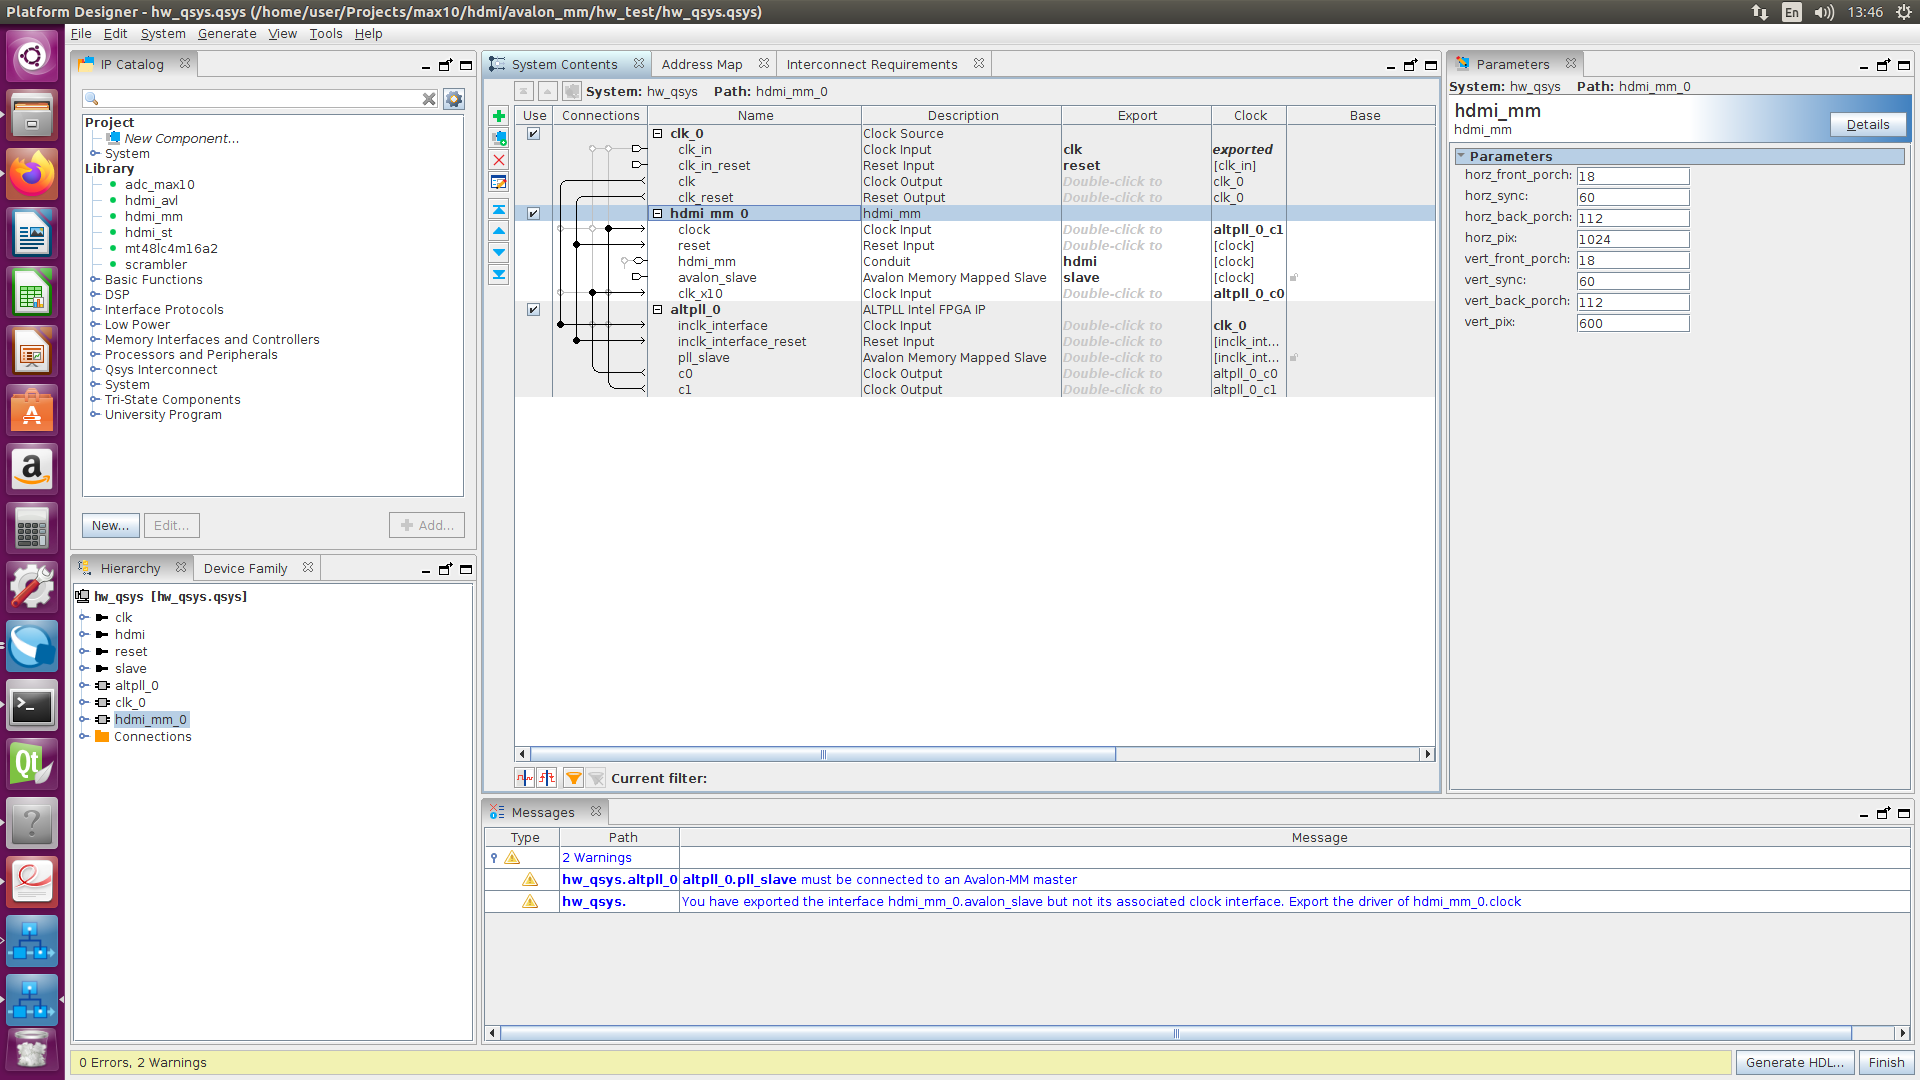 Platform Designer - hw_qsys.qsys (/home/user/Projects/max10/hdmi/avalon_mm/hw_test/hw_qsys.qsys)
En 13:46
File Edit System Generate View Tools Help
IP Catalog
Project
New Component...
System
Library
adc_max10
hdmi_avl
hdmi_mm
hdmi_st
mt48lc4m16a2
scrambler
Basic Functions
DSP
Interface Protocols
Low Power
Memory Interfaces and Controllers
Processors and Peripherals
Qsys Interconnect
System
Tri-State Components
University Program
New... Edit... Add...
Hierarchy Device Family
hw_qsys [hw_qsys.qsys]
clk
hdmi
reset
slave
altpll_0
clk_0
hdmi_mm_0
Connections
System Contents Address Map Interconnect Requirements
System: hw_qsys Path: hdmi_mm_0
Use Connections Name Description Export Clock Base
clk_0 Clock Source
clk_in Clock Input clk exported
clk_in_reset Reset Input reset [clk_in]
clk Clock Output Double-click to clk_0
clk_reset Reset Output Double-click to clk_0
hdmi_mm_0 hdmi_mm
clock Clock Input Double-click to altpll_0_c1
reset Reset Input Double-click to [clock]
hdmi_mm Conduit hdmi [clock]
avalon_slave Avalon Memory Mapped Slave slave [clock]
clk_x10 Clock Input Double-click to altpll_0_c0
altpll_0 ALTPLL Intel FPGA IP
inclk_interface Clock Input Double-click to clk_0
inclk_interface_reset Reset Input Double-click to [inclk_int...
pll_slave Avalon Memory Mapped Slave Double-click to [inclk_int...
c0 Clock Output Double-click to altpll_0_c0
c1 Clock Output Double-click to altpll_0_c1
Current filter:
Parameters
System: hw_qsys Path: hdmi_mm_0
hdmi_mm
hdmi_mm
Details
Parameters
horz_front_porch: 18
horz_sync: 60
horz_back_porch: 112
horz_pix: 1024
vert_front_porch: 18
vert_sync: 60
vert_back_porch: 112
vert_pix: 600
Messages
Type Path Message
2 Warnings
hw_qsys.altpll_0 altpll_0.pll_slave must be connected to an Avalon-MM master
hw_qsys. You have exported the interface hdmi_mm_0.avalon_slave but not its associated clock interface. Export the driver of hdmi_mm_0.clock
0 Errors, 2 Warnings
Generate HDL... Finish